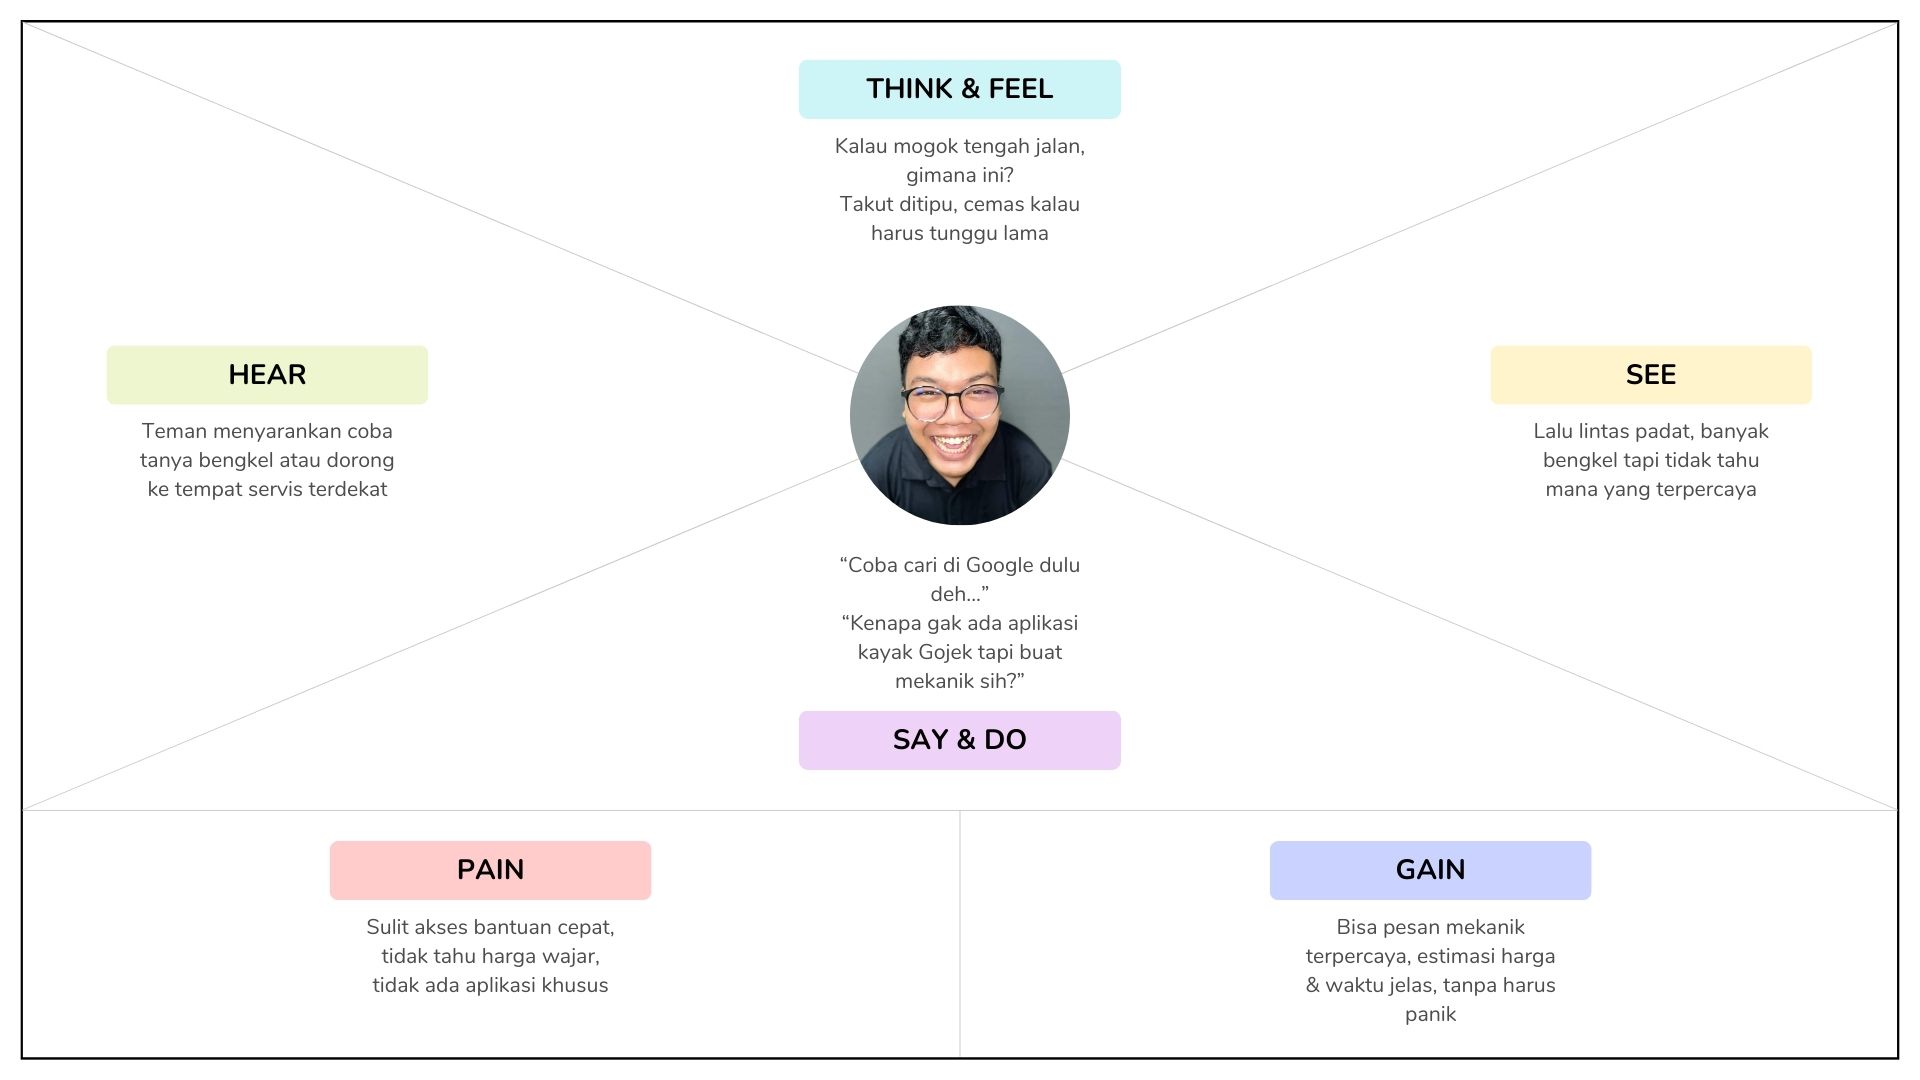 THINK & FEEL
Kalau mogok tengah jalan,
gimana ini?
Takut ditipu, cemas kalau
harus tunggu lama
HEAR
Teman menyarankan coba
tanya bengkel atau dorong
ke tempat servis terdekat
SEE
Lalu lintas padat, banyak
bengkel tapi tidak tahu
mana yang terpercaya
“Coba cari di Google dulu
deh...”
“Kenapa gak ada aplikasi
kayak Gojek tapi buat
mekanik sih?”
SAY & DO
PAIN
Sulit akses bantuan cepat,
tidak tahu harga wajar,
tidak ada aplikasi khusus
GAIN
Bisa pesan mekanik
terpercaya, estimasi harga
& waktu jelas, tanpa harus
panik